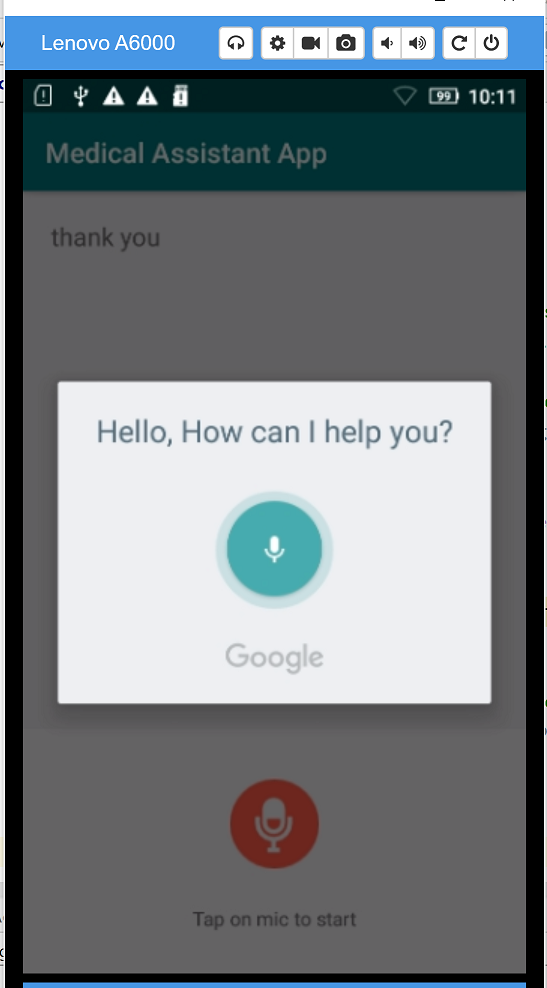 Lenovo A6000
99 10:11
Medical Assistant App
thank you
Hello, How can I help you?
Google
Tap on mic to start